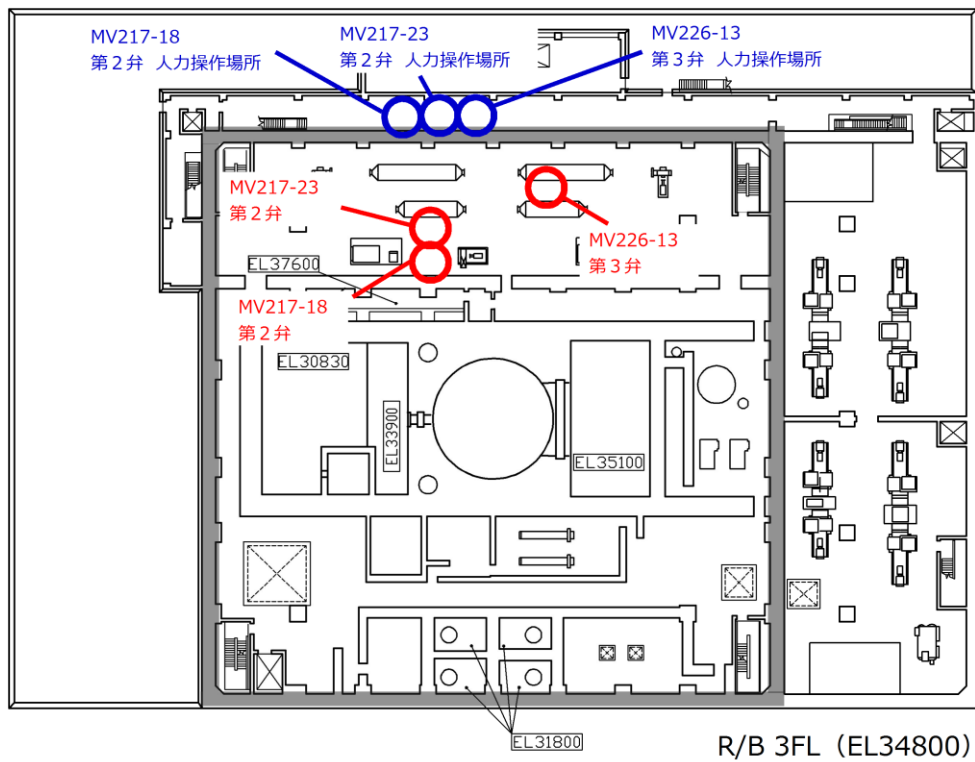 MV217-18
第２弁 人力操作場所
MV217-23
第２弁 人力操作場所
MV226-13
第３弁 人力操作場所
MV217-23
第２弁
MV226-13
第３弁
EL37600
MV217-18
第２弁
EL30830
EL33900
EL35100
EL31800
R/B 3FL（EL34800）